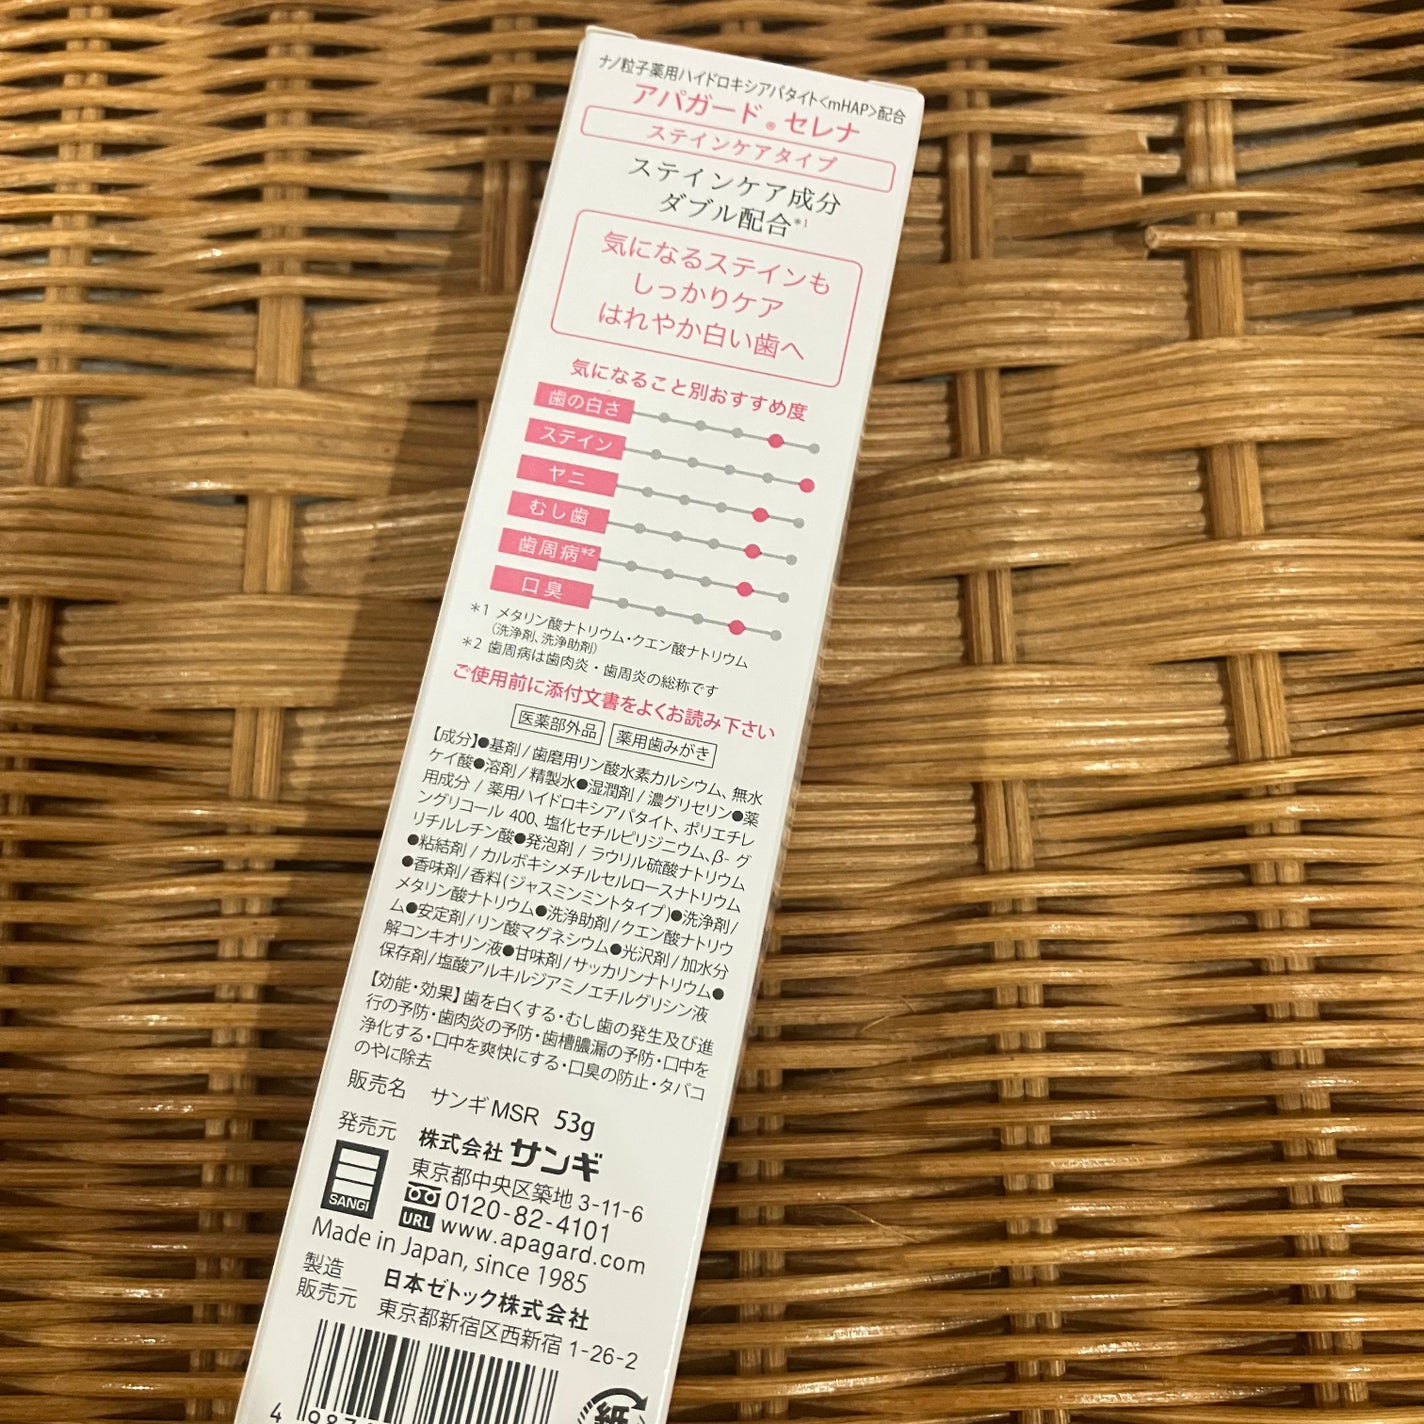 ナノ粒子薬用ハイドロキシアパタイト<mHAP>配合
アパガード® セレナ
ステインケアタイプ
ステインケア成分
ダブル配合*1
気になるステインも
しっかりケア
はれやか白い歯へ
気になること別おすすめ度
歯の白さ
ステイン
ヤニ
むし歯
歯周病*2
口臭
*1 メタリン酸ナトリウム・クエン酸ナトリウム
(洗浄剤、洗浄助剤)
*2 歯周病は歯肉炎・歯周炎の総称です
ご使用前に添付文書をよくお読み下さい
医薬部外品 薬用歯みがき
【成分】●基剤/歯磨用リン酸水素カルシウム、無水
ケイ酸●溶剤/精製水●湿潤剤/濃グリセリン●薬
用成分/薬用ハイドロキシアパタイト、ポリエチレ
ングリコール400、塩化セチルピリジニウム、β-グ
リチルレチン酸●発泡剤/ラウリル硫酸ナトリウム
●粘結剤/カルボキシメチルセルロースナトリウム
●香味剤/香料(ジャスミンミントタイプ)●洗浄剤/
メタリン酸ナトリウム●洗浄助剤/クエン酸ナトリウ
ム●安定剤/リン酸マグネシウム●光沢剤/加水分
解コンキオリン液●甘味剤/サッカリンナトリウム●
保存剤/塩酸アルキルジアミノエチルグリシン液
【効能・効果】歯を白くする・むし歯の発生及び進
行の予防・歯肉炎の予防・歯槽膿漏の予防・口中を
浄化する・口中を爽快にする・口臭の防止・タバコ
のやに除去
販売名 サンギMSR 53g
発売元 株式会社サンギ
SANGI
東京都中央区築地3-11-6
0120-82-4101
URL www.apagard.com
Made in Japan, since 1985
製造
販売元 日本ゼトック株式会社
東京都新宿区西新宿1-26-2